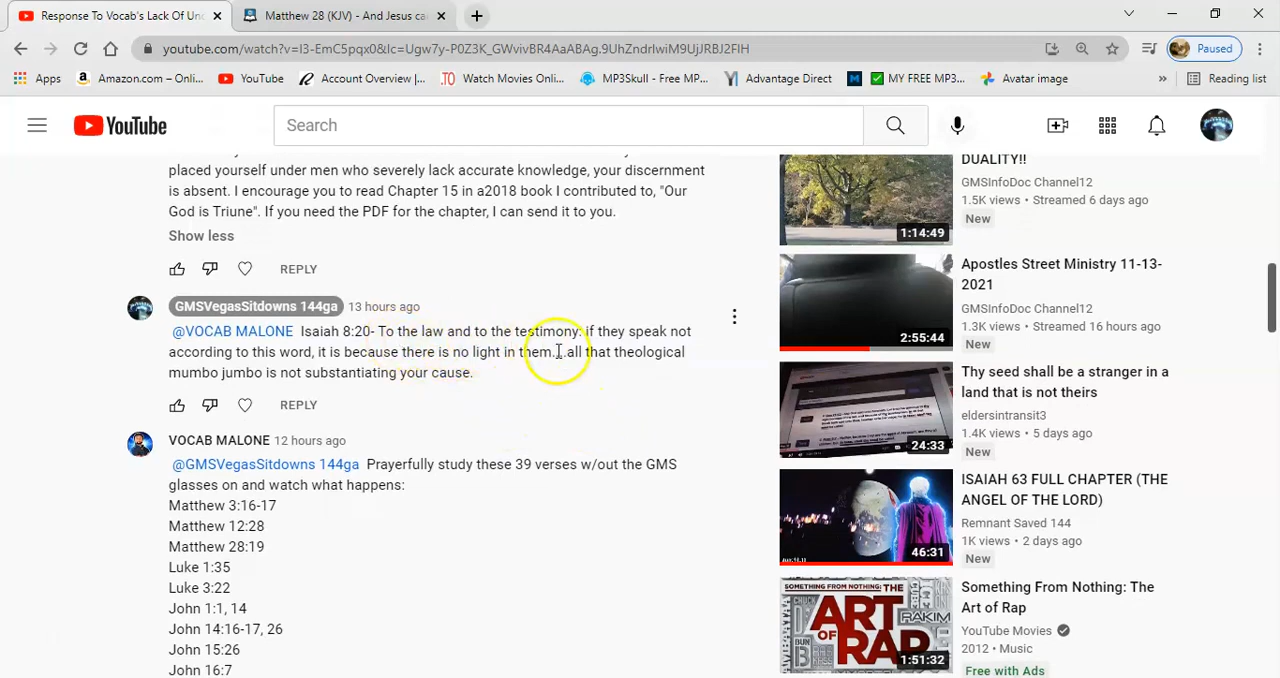 Response To Vocab's Lack Of Und
Matthew 28 (KJV) - And Jesus ca
youtube.com/watch?v=I3-EmC5pqx0&lc=Ugw7y-P0Z3K_GWvivBR4AaABAg.9UhZndrIwiM9UjJRBJ2FIH
Paused
Apps
Amazon.com – Onli...
YouTube
Account Overview |...
Watch Movies Onli...
MP3Skull - Free MP...
Advantage Direct
MY FREE MP3...
Avatar image
»
Reading list
YouTube
Search
placed yourself under men who severely lack accurate knowledge, your discernment
is absent. I encourage you to read Chapter 15 in a2018 book I contributed to, "Our
God is Triune". If you need the PDF for the chapter, I can send it to you.
Show less
REPLY
GMSVegasSitdowns 144ga 13 hours ago
@VOCAB MALONE Isaiah 8:20- To the law and to the testimony: if they speak not
according to this word, it is because there is no light in them...all that theological
mumbo jumbo is not substantiating your cause.
REPLY
VOCAB MALONE 12 hours ago
@GMSVegasSitdowns 144ga Prayerfully study these 39 verses w/out the GMS
glasses on and watch what happens:
Matthew 3:16-17
Matthew 12:28
Matthew 28:19
Luke 1:35
Luke 3:22
John 1:1, 14
John 14:16-17, 26
John 15:26
John 16:7
DUALITY!!
GMSInfoDoc Channel12
1.5K views • Streamed 6 days ago
New
1:14:49
Apostles Street Ministry 11-13-
2021
GMSInfoDoc Channel12
1.3K views • Streamed 5 days ago
New
2:55:44
Thy seed shall be a stranger in a
land that is not theirs
eldersintransit3
1.4K views • 5 days ago
New
24:33
ISAIAH 63 FULL CHAPTER (THE
ANGEL OF THE LORD)
Remnant Saved 144
1K views • 2 days ago
New
46:31
Something From Nothing: The
Art of Rap
YouTube Movies
2012 • Music
Free with Ads
SOMETHING FROM NOTHING: THE
ART
OF RAP
RAKIM
1:51:32